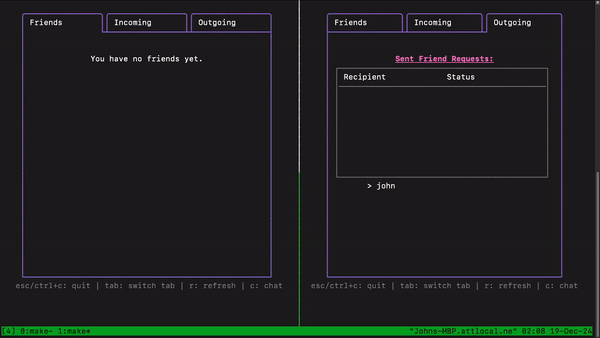 Friends Incoming Outgoing
You have no friends yet.
esc/ctrl+c: quit | tab: switch tab | r: refresh | c: chat
Friends Incoming Outgoing
Sent Friend Requests:
Recipient Status
> john
esc/ctrl+c: quit | tab: switch tab | r: refresh | c: chat
[4] 0:make- 1:make* "Johns-MBP.attlocal.ne" 02:08 19-Dec-24